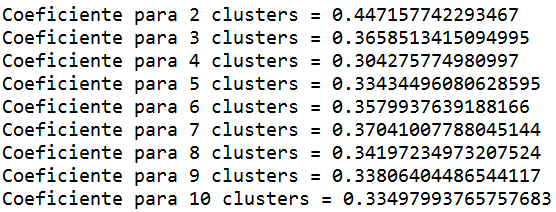 Coeficiente para 2 clusters = 0.447157742293467
Coeficiente para 3 clusters = 0.3658513415094995
Coeficiente para 4 clusters = 0.304275774980997
Coeficiente para 5 clusters = 0.33434496080628595
Coeficiente para 6 clusters = 0.3579937639188166
Coeficiente para 7 clusters = 0.37041007788045144
Coeficiente para 8 clusters = 0.34197234973207524
Coeficiente para 9 clusters = 0.33806404486544117
Coeficiente para 10 clusters = 0.33497993765757683